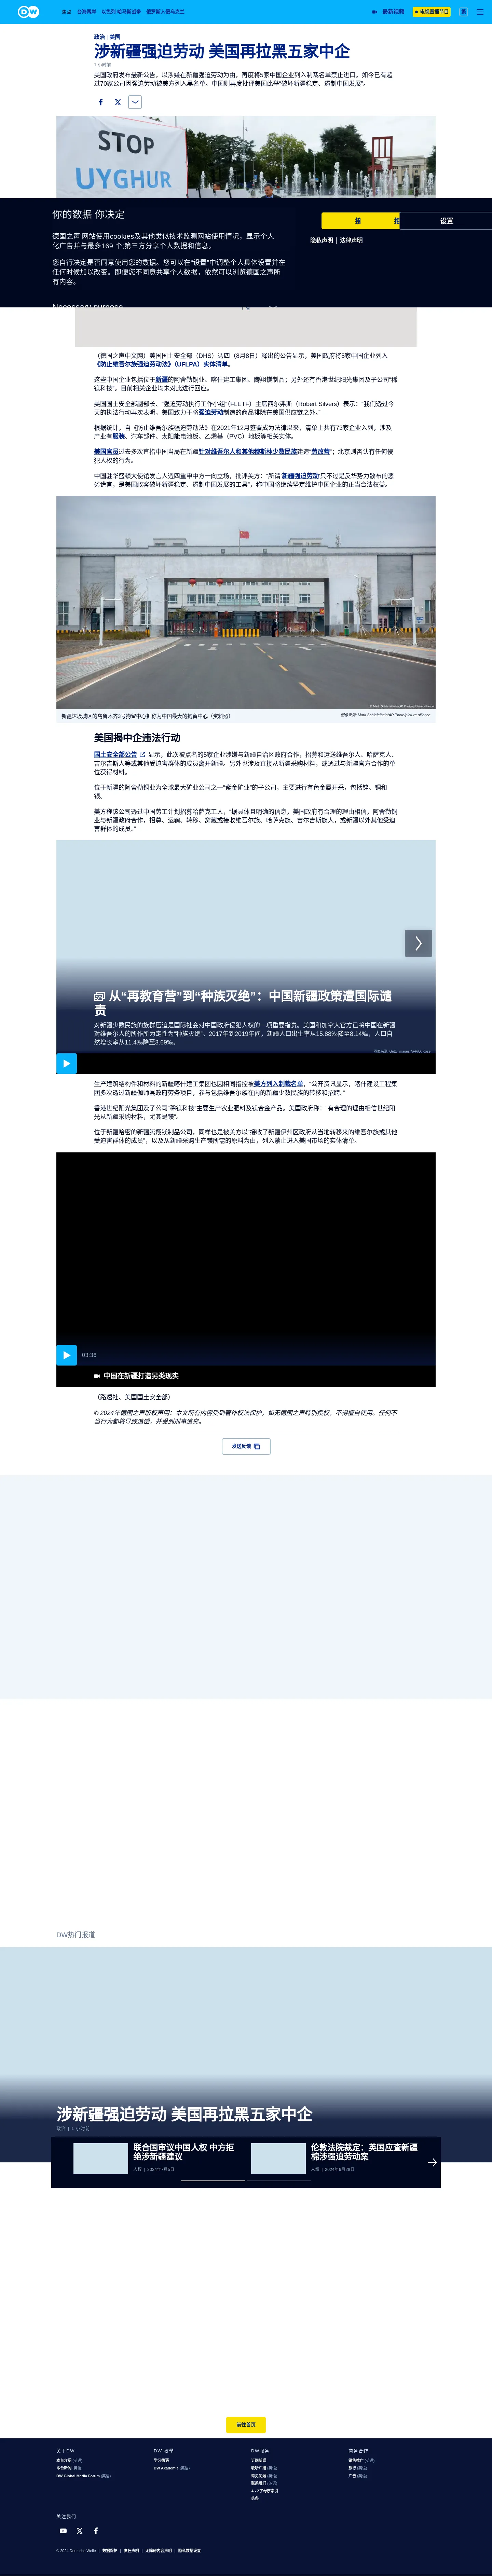 焦点 台海两岸 以色列-哈马斯战争 俄罗斯入侵乌克兰
最新视频 电视直播节目
政治 | 美国
涉新疆强迫劳动 美国再拉黑五家中企
1 小时前
美国政府发布最新公告，以涉嫌在新疆强迫劳动为由，再度将5家中国企业列入制裁名单禁止进口。如今已有超
过70家公司因强迫劳动被美方列入黑名单。中国则再度批评美国此举“破坏新疆稳定、遏制中国发展”。
STOP
UYGHUR
你的数据 你决定
德国之声网站使用cookies及其他类似技术监测网站使用情况，显示个人
化广告并与最多169 个;第三方分享个人数据和信息。
您自行决定是否同意使用您的数据。您可以在“设置”中调整个人具体设置并在
任何时候加以改变。即便您不同意共享个人数据，依然可以浏览德国之声所
有内容。
Necessary purpose
设置
隐私声明 | 法律声明
（德国之声中文网）美国国土安全部（DHS）週四（8月8日）释出的公告显示，美国政府将5家中国企业列入
《防止维吾尔族强迫劳动法》（UFLPA）实体清单。
这些中国企业包括位于新疆的阿舍勒铜业、喀什建工集团、腾翔镁制品；另外还有香港世纪阳光集团及子公司“稀
镁科技”。目前相关企业均未对此进行回应。
美国国土安全部副部长、“强迫劳动执行工作小组”（FLETF）主席西尔弗斯（Robert Silvers）表示：“我们透过今
天的执法行动再次表明，美国致力于将强迫劳动制造的商品排除在美国供应链之外。”
根据统计，自《防止维吾尔族强迫劳动法》在2021年12月签署成为法律以来，清单上共有73家企业列入。涉及
产业有服装、汽车部件、太阳能电池板、乙烯基（PVC）地板等相关实体。
美国官员过去多次直指中国当局在新疆针对维吾尔人和其他穆斯林少数民族建造“劳改营”；北京则否认有任何侵
犯人权的行为。
中国驻华盛顿大使馆发言人週四重申中方一向立场，批评美方：“所谓‘新疆强迫劳动’只不过是反华势力散布的恶
劣谎言，是美国政客破坏新疆稳定、遏制中国发展的工具”，称中国将继续坚定维护中国企业的正当合法权益。
新疆达坂城区的乌鲁木齐3号拘留中心据称为中国最大的拘留中心（资料照）
图像来源: Mark Schiefelbein/AP Photo/picture alliance
美国揭中企违法行动
国土安全部公告 显示，此次被点名的5家企业涉嫌与新疆自治区政府合作，招募和运送维吾尔人、哈萨克人、
吉尔吉斯人等或其他受迫害群体的成员离开新疆。另外也涉及直接从新疆采购材料，或透过与新疆官方合作的单
位获得材料。
位于新疆的阿舍勒铜业为全球最大矿业公司之一“紫金矿业”的子公司，主要进行有色金属开采，包括锌、铜和
银。
美方称该公司透过中国劳工计划招募哈萨克工人，“据具体且明确的信息，美国政府有合理的理由相信，阿舍勒铜
业与新疆政府合作，招募、运输、转移、窝藏或接收维吾尔族、哈萨克族、吉尔吉斯族人，或新疆以外其他受迫
害群体的成员。”
从“再教育营”到“种族灭绝”：中国新疆政策遭国际谴
责
对新疆少数民族的族群压迫是国际社会对中国政府侵犯人权的一项重要指责。美国和加拿大官方已将中国在新疆
对维吾尔人的所作所为定性为“种族灭绝”。2017年到2019年间，新疆人口出生率从15.88‰降至8.14‰，人口自
然增长率从11.4‰降至3.69‰。
生产建筑结构件和材料的新疆喀什建工集团也因相同指控被美方列入制裁名单，“公开资讯显示，喀什建设工程集
团多次通过新疆伽师县政府劳务项目，参与包括维吾尔族在内的新疆少数民族的转移和招聘。”
香港世纪阳光集团及子公司“稀镁科技”主要生产农业肥料及镁合金产品。美国政府称：“有合理的理由相信世纪阳
光从新疆采购材料，尤其是镁”。
位于新疆哈密的新疆腾翔镁制品公司，同样也是被美方以“接收了新疆伊州区政府从当地转移来的维吾尔族或其他
受迫害群体的成员”，以及从新疆采购生产镁所需的原料为由，列入禁止进入美国市场的实体清单。
03:36
中国在新疆打造另类现实
（路透社、美国国土安全部）
© 2024年德国之声版权声明：本文所有内容受到著作权法保护，如无德国之声特别授权，不得擅自使用。任何不
当行为都将导致追偿，并受到刑事追究。
发送反馈
DW热门报道
涉新疆强迫劳动 美国再拉黑五家中企
政治 | 1 小时前
联合国审议中国人权 中方拒
绝涉新疆建议
人权 | 2024年7月5日
伦敦法院裁定：英国应查新疆
棉涉强迫劳动案
人权 | 2024年6月28日
前往首页
关于DW
本台介绍 (英语)
本台新闻 (英语)
DW Global Media Forum (英语)
DW 教學
学习德语
DW Akademie (英语)
DW服务
订阅新闻
收听广播 (英语)
常见问题 (英语)
联系我们 (英语)
A - Z字母序索引
头条
商务合作
销售推广 (英语)
旅行 (英语)
广告 (英语)
关注我们
© 2024 Deutsche Welle | 数据保护 | 责任声明 | 无障碍内容声明 | 隐私数据设置